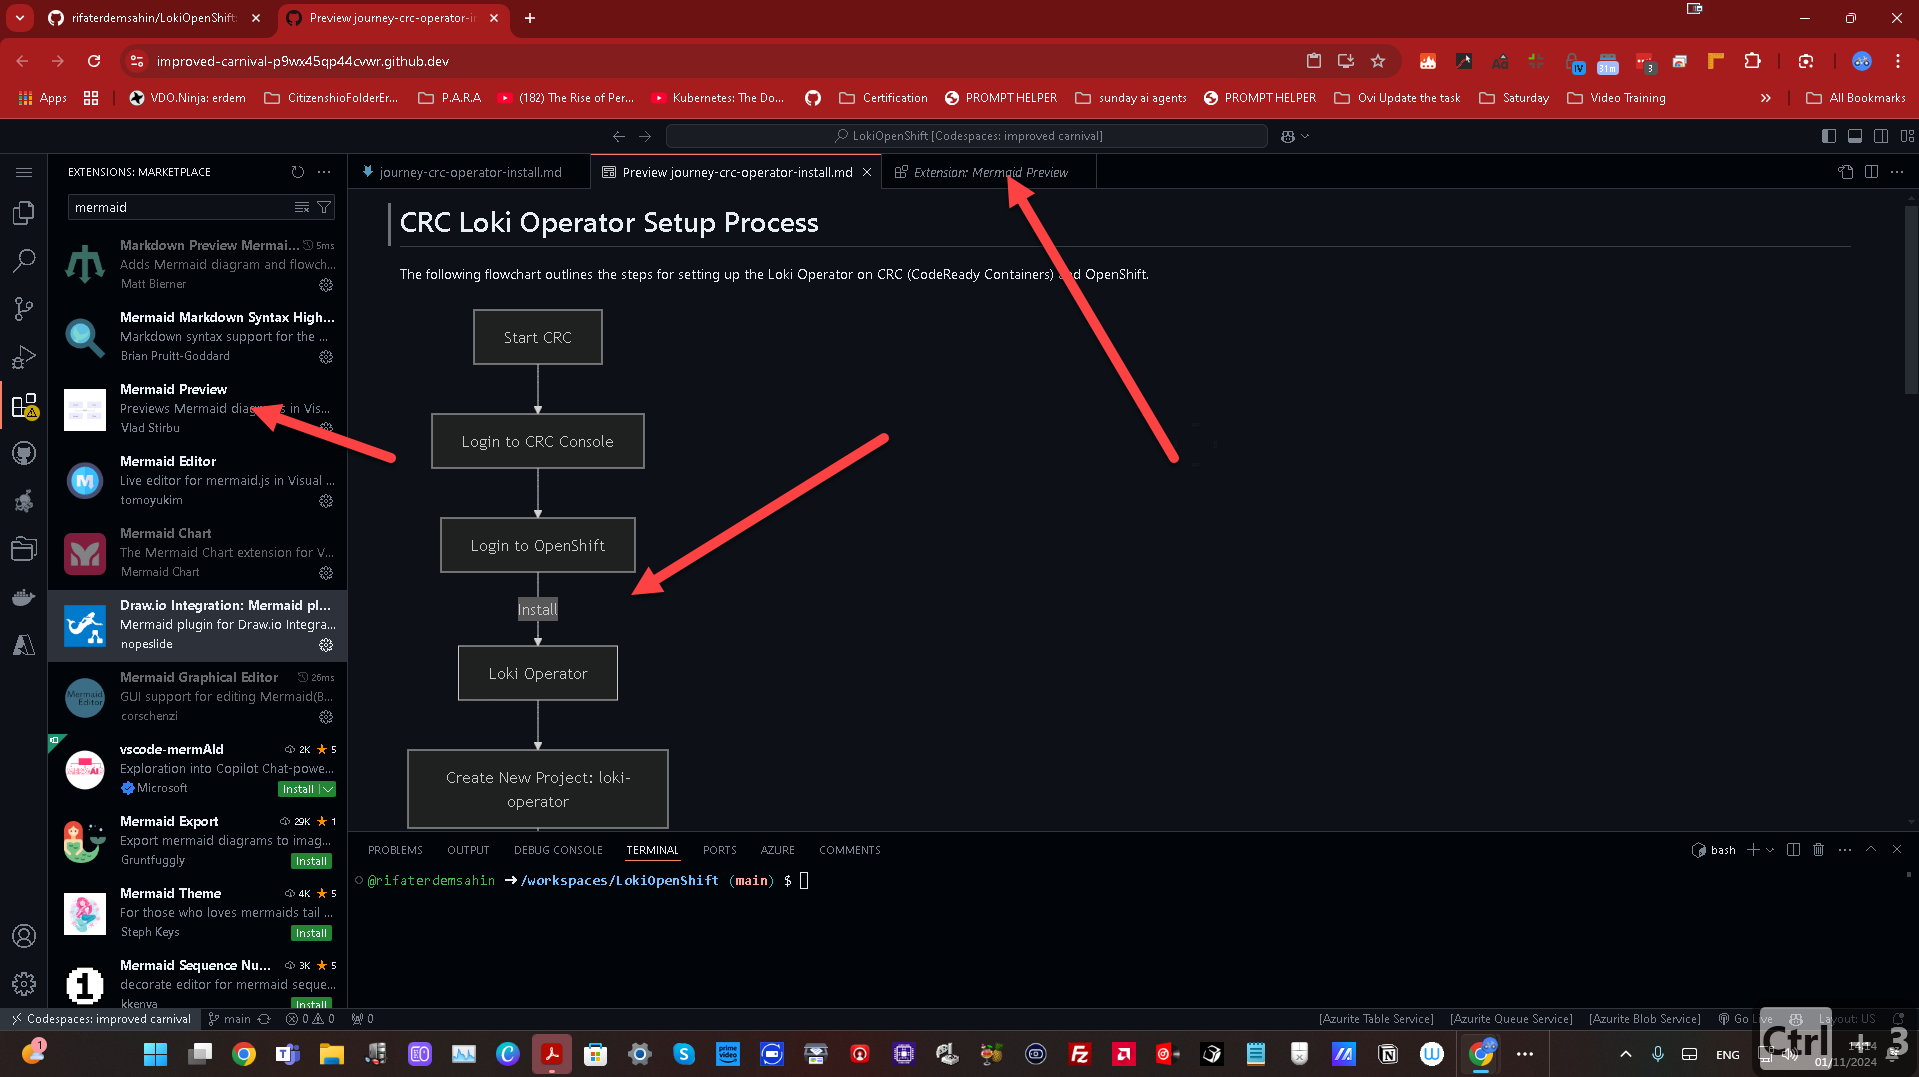 rifaterdemsahin/LokiOpenShift
Preview journey-crc-operator-i
improved-carnival-p9wx45qp44cvwr.github.dev
Apps
VDO.Ninja: erdem
CitizenshioFolderEr...
P.A.R.A
(182) The Rise of Per...
Kubernetes: The Do...
Certification
PROMPT HELPER
sunday ai agents
PROMPT HELPER
Ovi Update the task
Saturday
Video Training
All Bookmarks
LokiOpenShift [Codespaces: improved carnival]
EXTENSIONS: MARKETPLACE
mermaid
Markdown Preview Mermai... 5ms
Adds Mermaid diagram and flowch...
Matt Bierner
Mermaid Markdown Syntax High...
Markdown syntax support for the ...
Brian Pruitt-Goddard
Mermaid Preview
Previews Mermaid diagrams in Vis...
Vlad Stirbu
Mermaid Editor
Live editor for mermaid.js in Visual ...
tomoyukim
Mermaid Chart
The Mermaid Chart extension for V...
Mermaid Chart
Draw.io Integration: Mermaid pl...
Mermaid plugin for Draw.io Integra...
nopeslide
Mermaid Graphical Editor 26ms
GUI support for editing Mermaid(B...
corschenzi
vscode-mermAId 2K 5
Exploration into Copilot Chat-powe...
Microsoft Install
Mermaid Export 29K 1
Export mermaid diagrams to imag...
Gruntfuggly Install
Mermaid Theme 4K 5
For those who loves mermaids tail ...
Steph Keys Install
Mermaid Sequence Nu... 3K 5
decorate editor for mermaid seque...
kkenya Install
journey-crc-operator-install.md
Preview journey-crc-operator-install.md
Extension: Mermaid Preview
CRC Loki Operator Setup Process
The following flowchart outlines the steps for setting up the Loki Operator on CRC (CodeReady Containers) and OpenShift.
Start CRC
Login to CRC Console
Login to OpenShift
Install
Loki Operator
Create New Project: loki-
operator
PROBLEMS OUTPUT DEBUG CONSOLE TERMINAL PORTS AZURE COMMENTS
bash
@rifaterdemsahin ➜ /workspaces/LokiOpenShift (main) $
Codespaces: improved carnival main 0 0 0
[Azurite Table Service] [Azurite Queue Service] [Azurite Blob Service] Go Live Layout: US
Ctrl + 3
ENG
14:14
01/11/2024